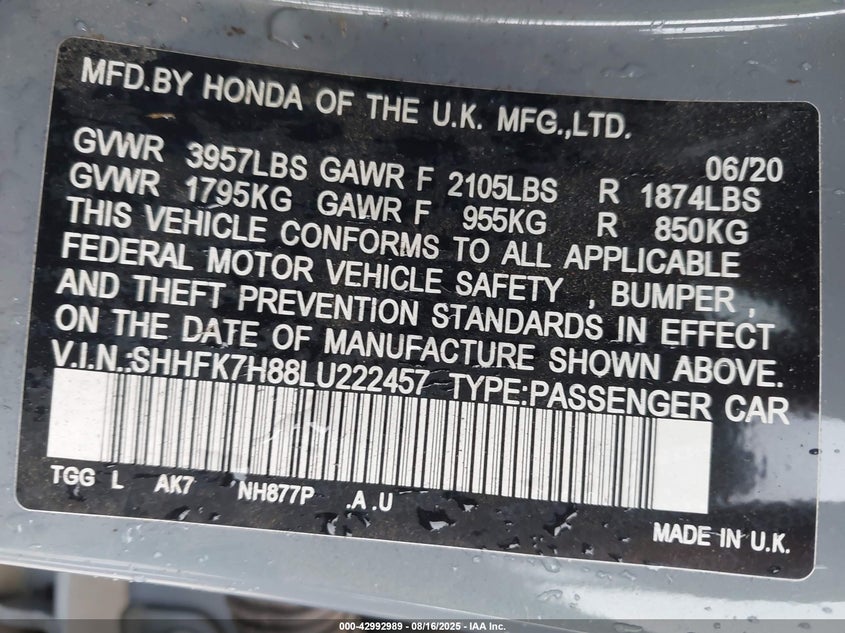 MFD.BY HONDA OF THE U.K. MFG.,LTD.
06/20
GVWR 3957LBS GAWR F 2105LBS R 1874LBS
GVWR 1795KG GAWR F 955KG R 850KG
THIS VEHICLE CONFORMS TO ALL APPLICABLE
FEDERAL MOTOR VEHICLE SAFETY , BUMPER ,
AND THEFT PREVENTION STANDARDS IN EFFECT
ON THE DATE OF MANUFACTURE SHOWN ABOVE.
V.I.N.:SHHFK7H88LU222457 TYPE:PASSENGER CAR
TGG L AK7 NH877P .A .U
MADE IN U.K.
000-42992989 - 08/16/2025 - IAA Inc.